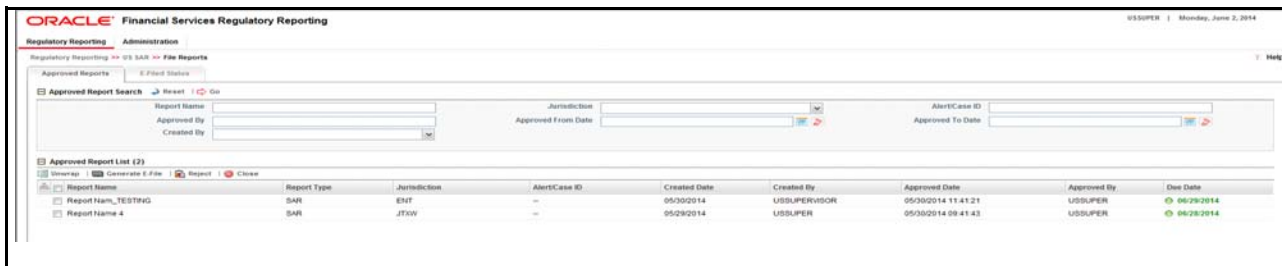 ORACLE Financial Services Regulatory Reporting
USSUPER | Monday, June 2, 2014
Regulatory Reporting Administration
Regulatory Reporting >> US SAR >> File Reports
? Help
Approved Reports E-Filed Status
Approved Report Search Reset | Go
Report Name Jurisdiction Alert/Case ID
Approved By Approved From Date Approved To Date
Created By
Approved Report List (2)
Unwrap | Generate E-File | Reject | Close
Report Name Report Type Jurisdiction Alert/Case ID Created Date Created By Approved Date Approved By Due Date
Report Nam_TESTING SAR ENT -- 05/30/2014 USSUPERVISOR 05/30/2014 11:41:21 USSUPER 06/29/2014
Report Name 4 SAR JTXW -- 05/29/2014 USSUPER 05/30/2014 09:41:43 USSUPER 06/28/2014